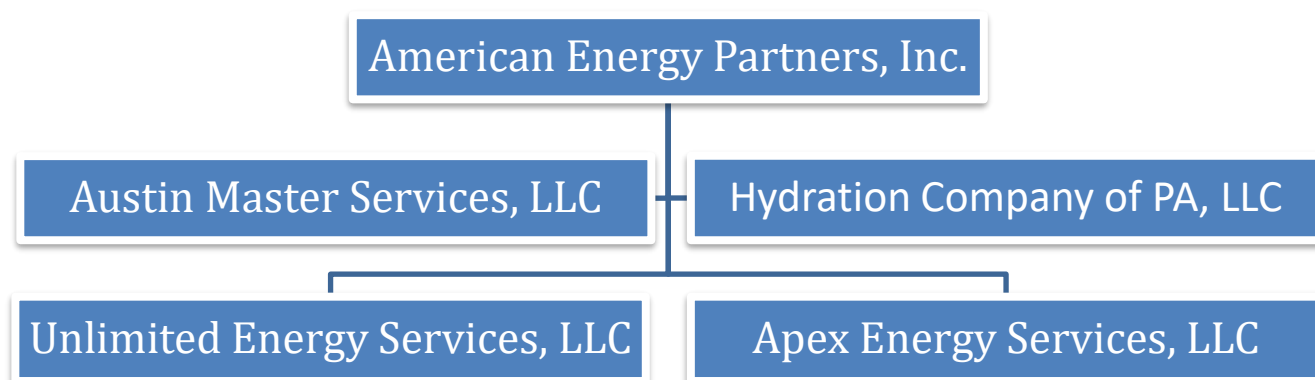 American Energy Partners, Inc.
Austin Master Services, LLC
Hydration Company of PA, LLC
Unlimited Energy Services, LLC
Apex Energy Services, LLC